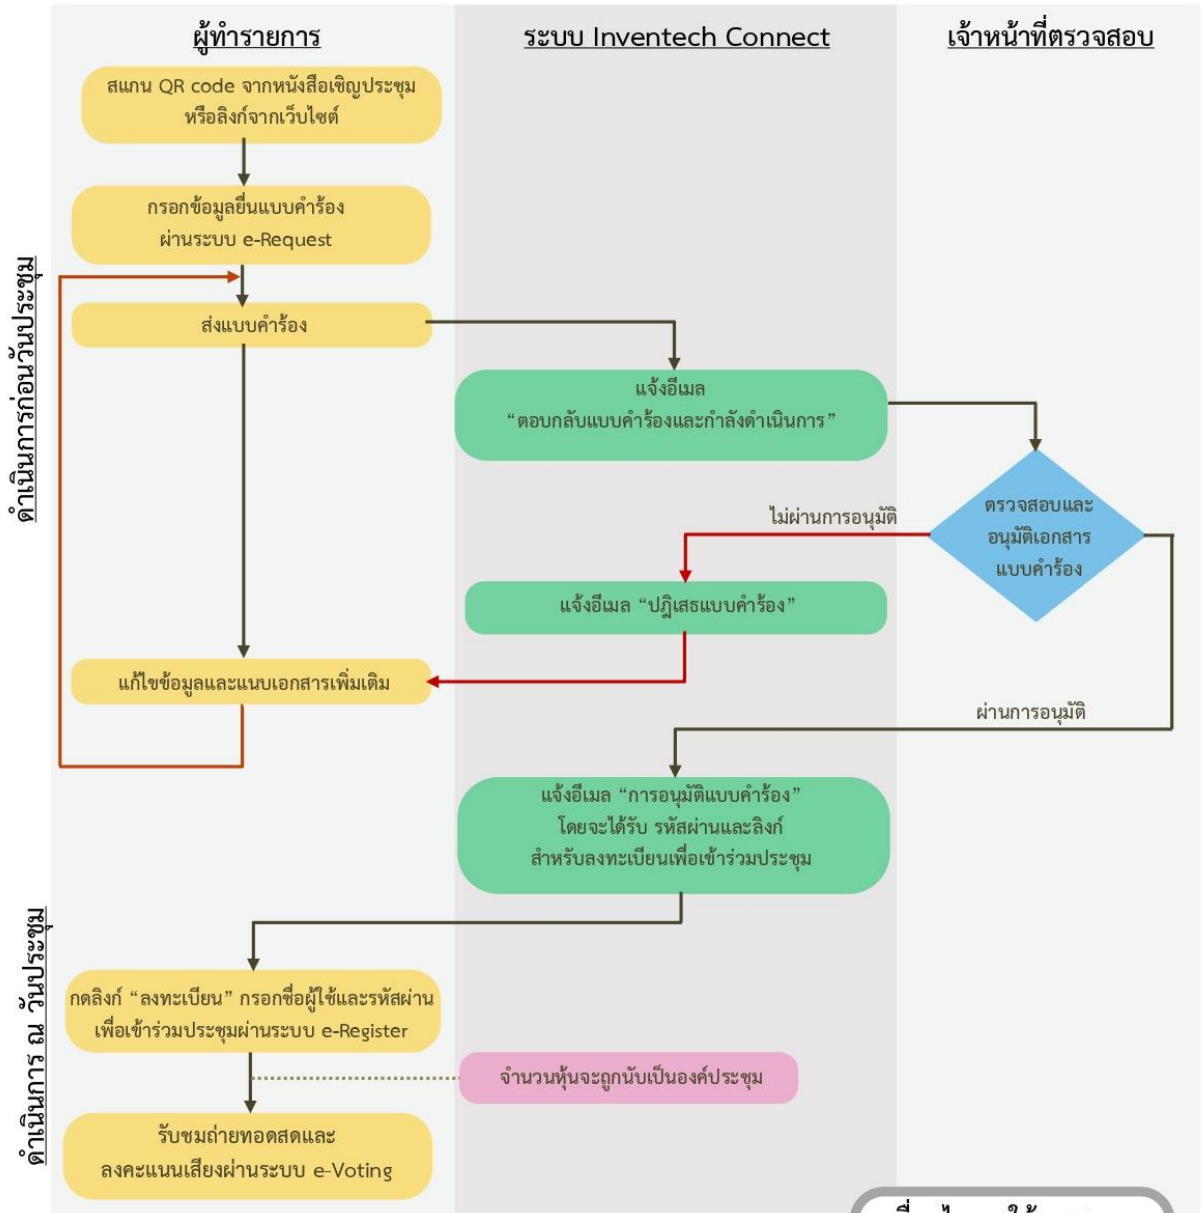 ผู้ทำรายการ
ระบบ Inventech Connect
เจ้าหน้าที่ตรวจสอบ
ดำเนินการก่อนวันประชุม
สแกน QR code จากหนังสือเชิญประชุม
หรือลิงก์จากเว็บไซต์
กรอกข้อมูลยื่นแบบคำร้อง
ผ่านระบบ e-Request
ส่งแบบคำร้อง
แจ้งอีเมล
“ตอบกลับแบบคำร้องและกำลังดำเนินการ”
ตรวจสอบและ
อนุมัติเอกสาร
แบบคำร้อง
ไม่ผ่านการอนุมัติ
แจ้งอีเมล “ปฎิเสธแบบคำร้อง”
แก้ไขข้อมูลและแนบเอกสารเพิ่มเติม
ผ่านการอนุมัติ
แจ้งอีเมล “การอนุมัติแบบคำร้อง”
โดยจะได้รับ รหัสผ่านและลิงก์
สำหรับลงทะเบียนเพื่อเข้าร่วมประชุม
ดำเนินการ ณ วันประชุม
กดลิงก์ “ลงทะเบียน” กรอกชื่อผู้ใช้และรหัสผ่าน
เพื่อเข้าร่วมประชุมผ่านระบบ e-Register
จำนวนหุ้นจะถูกนับเป็นองค์ประชุม
รับชมถ่ายทอดสดและ
ลงคะแนนเสียงผ่านระบบ e-Voting